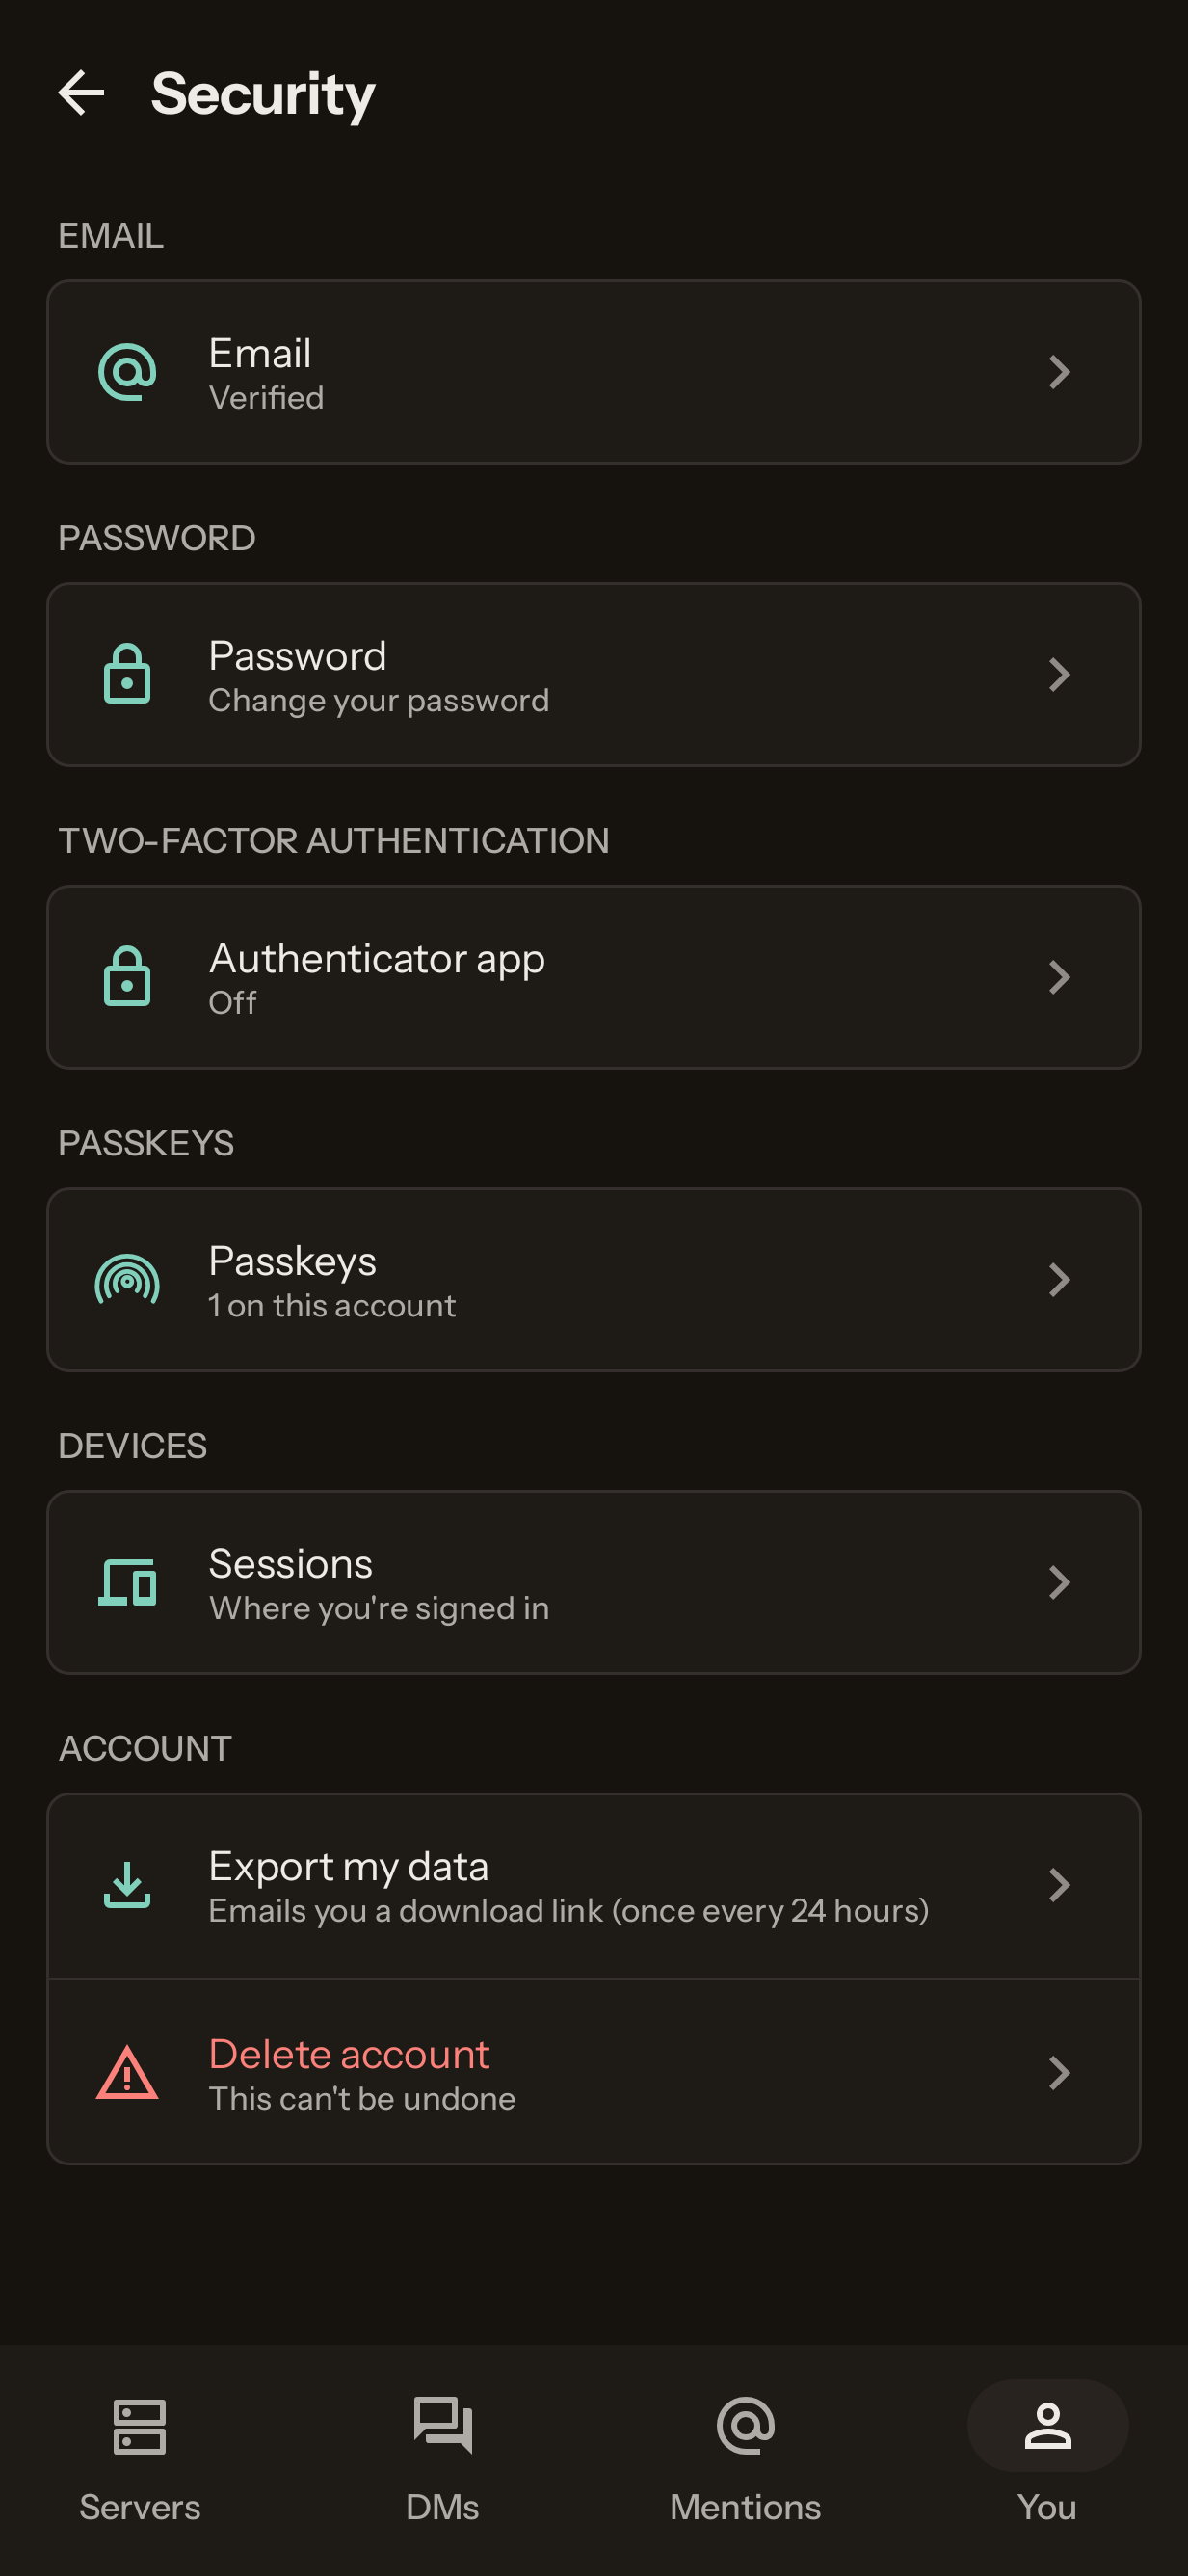 Security
EMAIL
Email
Verified
PASSWORD
Password
Change your password
TWO-FACTOR AUTHENTICATION
Authenticator app
Off
PASSKEYS
Passkeys
1 on this account
DEVICES
Sessions
Where you're signed in
ACCOUNT
Export my data
Emails you a download link (once every 24 hours)
Delete account
This can't be undone
Servers DMs Mentions You